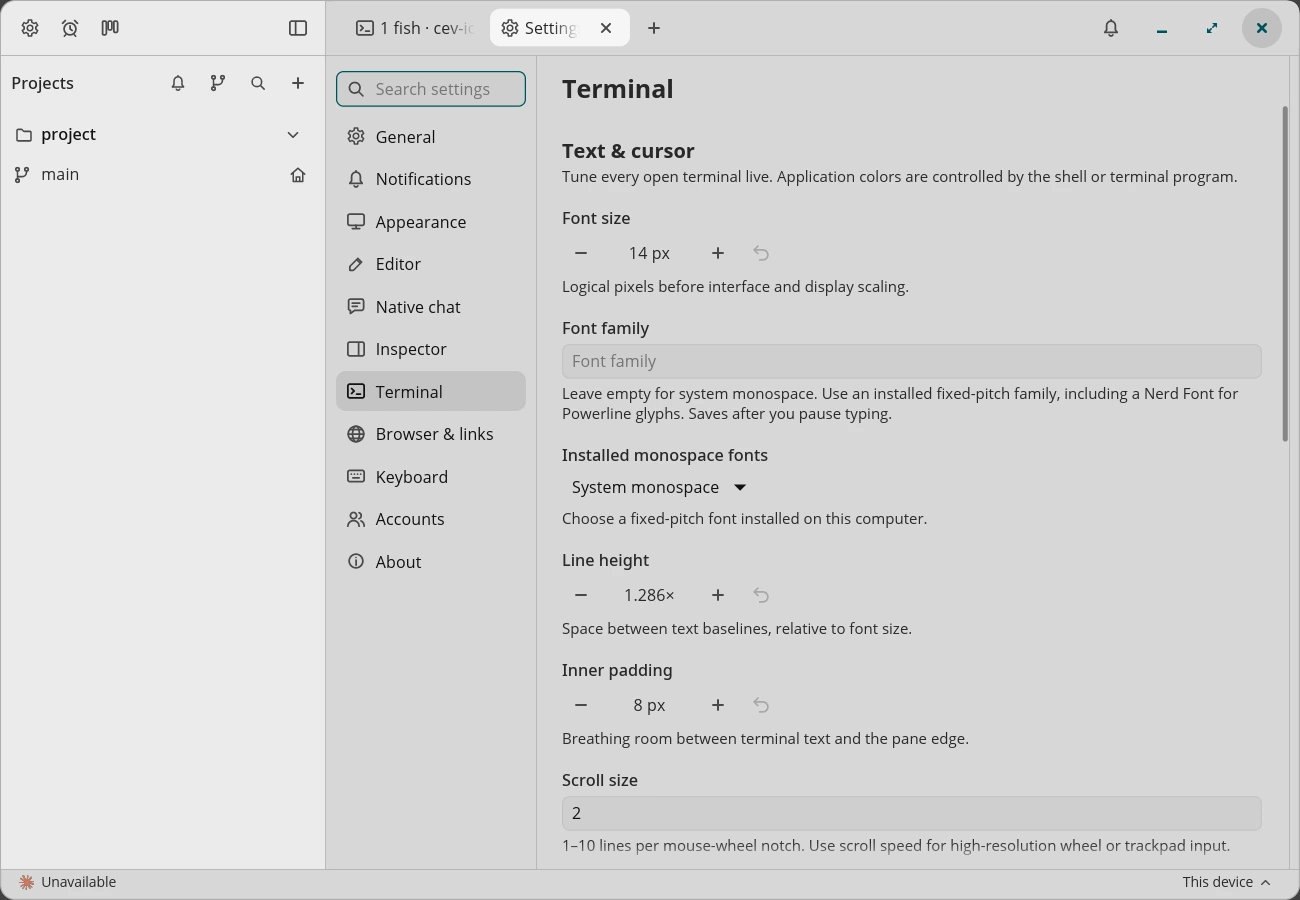 1 fish · cev-ic
Setting
Projects
project
main
Search settings
General
Notifications
Appearance
Editor
Native chat
Inspector
Terminal
Browser & links
Keyboard
Accounts
About
Terminal
Text & cursor
Tune every open terminal live. Application colors are controlled by the shell or terminal program.
Font size
14 px
Logical pixels before interface and display scaling.
Font family
Font family
Leave empty for system monospace. Use an installed fixed-pitch family, including a Nerd Font for
Powerline glyphs. Saves after you pause typing.
Installed monospace fonts
System monospace
Choose a fixed-pitch font installed on this computer.
Line height
1.286×
Space between text baselines, relative to font size.
Inner padding
8 px
Breathing room between terminal text and the pane edge.
Scroll size
2
1–10 lines per mouse-wheel notch. Use scroll speed for high-resolution wheel or trackpad input.
Unavailable
This device